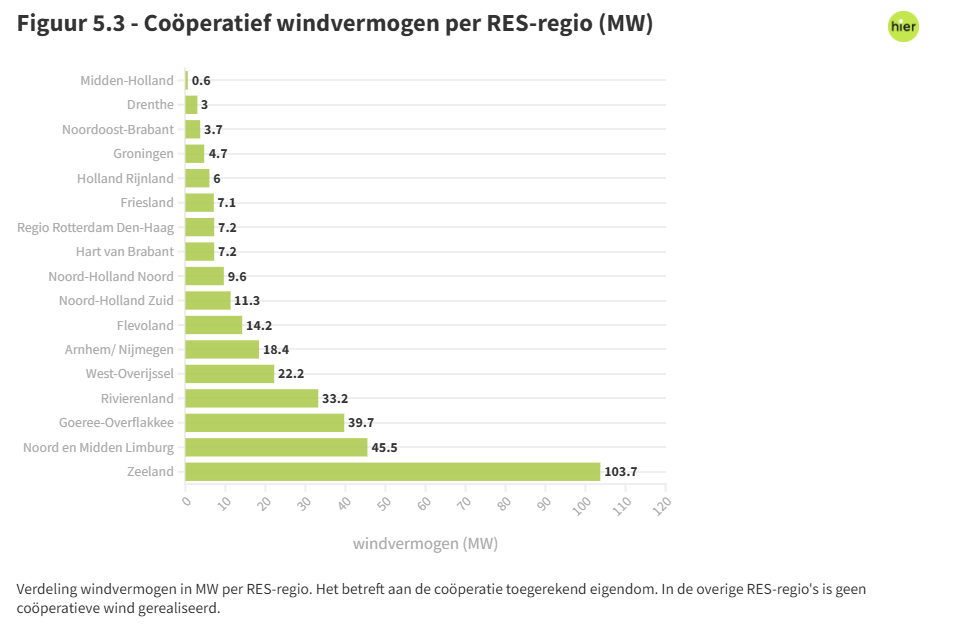 Figuur 5.3 - Coöperatief windvermogen per RES-regio (MW)
hier
Midden-Holland 0.6
Drenthe 3
Noordoost-Brabant 3.7
Groningen 4.7
Holland Rijnland 6
Friesland 7.1
Regio Rotterdam Den-Haag 7.2
Hart van Brabant 7.2
Noord-Holland Noord 9.6
Noord-Holland Zuid 11.3
Flevoland 14.2
Arnhem/ Nijmegen 18.4
West-Overijssel 22.2
Rivierenland 33.2
Goeree-Overflakkee 39.7
Noord en Midden Limburg 45.5
Zeeland 103.7
0 10 20 30 40 50 60 70 80 90 100 110 120
windvermogen (MW)
Verdeling windvermogen in MW per RES-regio. Het betreft aan de coöperatie toegerekend eigendom. In de overige RES-regio's is geen
coöperatieve wind gerealiseerd.